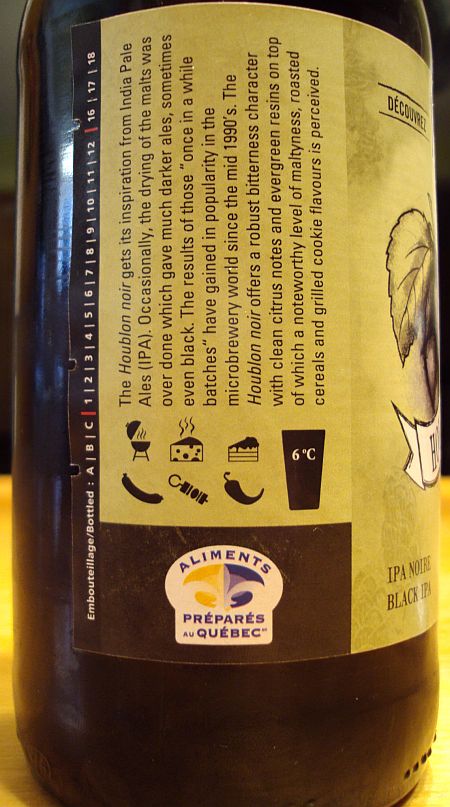 Embouteillage/Bottled : A | B | C | 1 | 2 | 3 | 4 | 5 | 6 | 7 | 8 | 9 | 10 | 11 | 12 | 16 | 17 | 18
The Houblon noir gets its inspiration from India Pale
Ales (IPA). Occasionally, the drying of the malts was
over done which gave much darker ales, sometimes
even black. The results of those "once in a while
batches" have gained in popularity in the
microbrewery world since the mid 1990's. The
Houblon noir offers a robust bitterness character
with clean citrus notes and evergreen resins on top
of which a noteworthy level of maltyness, roasted
cereals and grilled cookie flavours is perceived.
6 °C
ALIMENTS
PRÉPARÉS
AU QUÉBEC
DÉCOUVREZ
IPA NOIRE
BLACK IPA